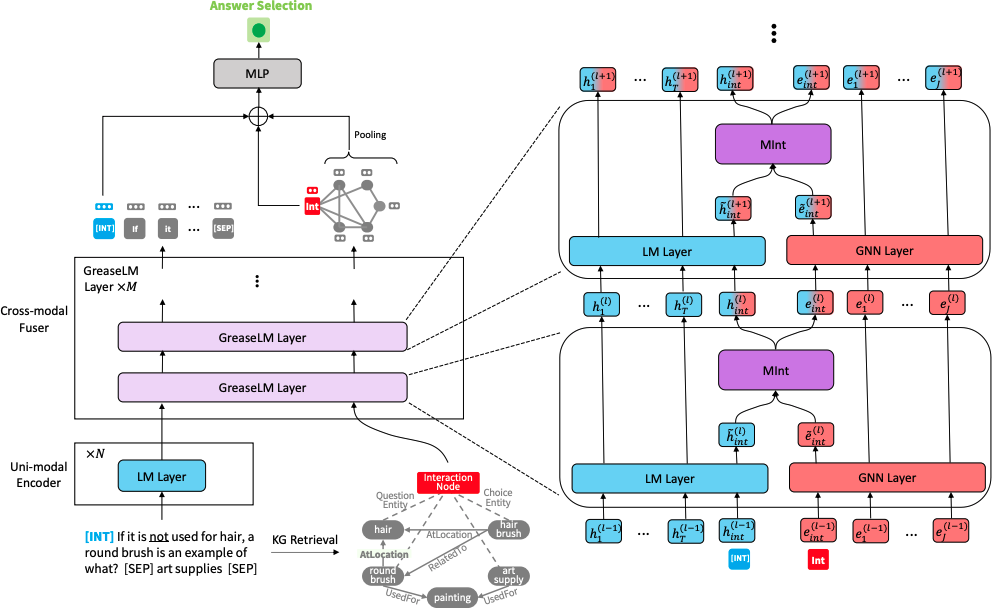 Answer Selection
MLP
Pooling
[INT] If it ... [SEP]
Int
GreaseLM
Layer ×M
...
Cross-modal
Fuser
GreaseLM Layer
GreaseLM Layer
Uni-modal
Encoder
×N
LM Layer
[INT] If it is not used for hair, a
round brush is an example of
what? [SEP] art supplies [SEP]
KG Retrieval
Interaction
Node
Question
Entity
Choice
Entity
hair
hair
brush
AtLocation
AtLocation
RelatedTo
round
brush
art
supply
UsedFor
painting
UsedFor
...
h_1^{(l+1)} ... h_T^{(l+1)} h_{int}^{(l+1)} e_{int}^{(l+1)} e_1^{(l+1)} ... e_J^{(l+1)}
MInt
h̃_{int}^{(l+1)} ẽ_{int}^{(l+1)}
LM Layer GNN Layer
h_1^{(l)} ... h_T^{(l)} h_{int}^{(l)} e_{int}^{(l)} e_1^{(l)} ... e_J^{(l)}
MInt
h̃_{int}^{(l)} ẽ_{int}^{(l)}
LM Layer GNN Layer
h_1^{(l-1)} ... h_T^{(l-1)} h_{int}^{(l-1)} e_{int}^{(l-1)} e_1^{(l-1)} ... e_J^{(l-1)}
[INT] Int